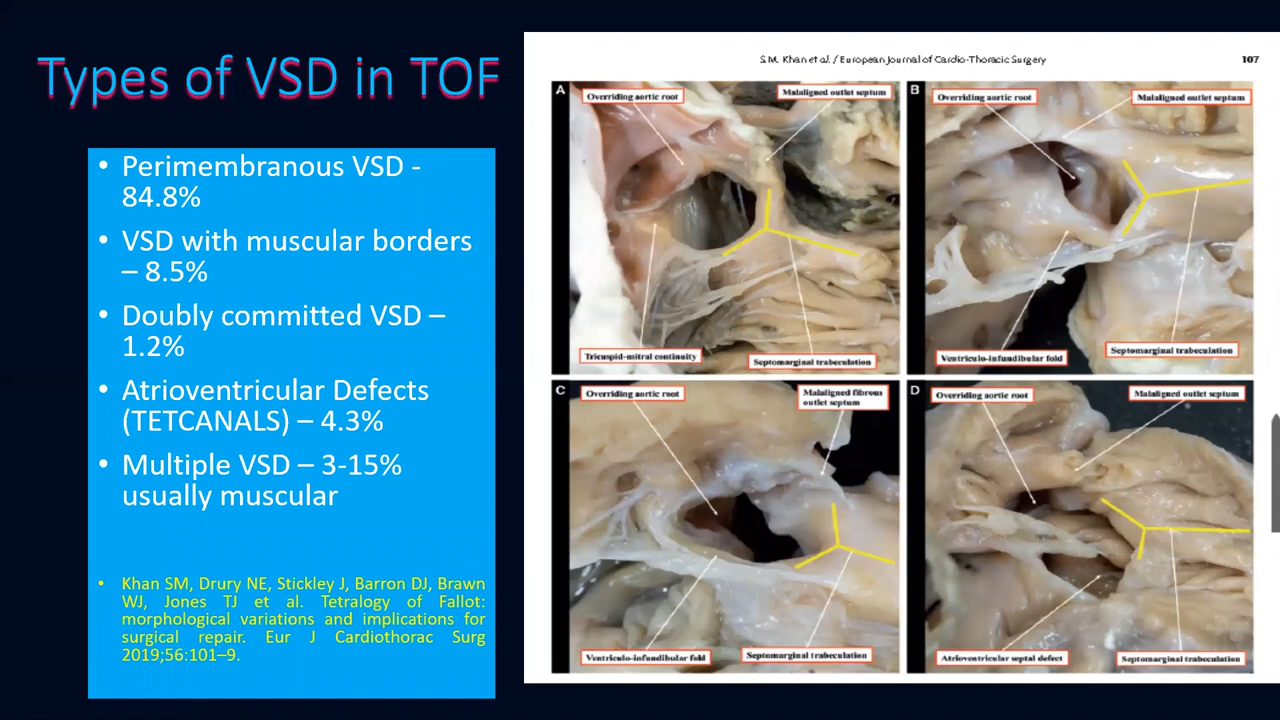 Types of VSD in TOF
• Perimembranous VSD -
84.8%
• VSD with muscular borders
– 8.5%
• Doubly committed VSD –
1.2%
• Atrioventricular Defects
(TETCANALS) – 4.3%
• Multiple VSD – 3-15%
usually muscular
• Khan SM, Drury NE, Stickley J, Barron DJ, Brawn
WJ, Jones TJ et al. Tetralogy of Fallot:
morphological variations and implications for
surgical repair. Eur J Cardiothorac Surg
2019;56:101–9.
S.M. Khan et al. / European Journal of Cardio-Thoracic Surgery
107
A
Overriding aortic root
Malaligned outlet septum
Tricuspid-mitral continuity
Septomarginal trabeculation
B
Overriding aortic root
Malaligned outlet septum
Ventriculo-infundibular fold
Septomarginal trabeculation
C
Overriding aortic root
Malaligned fibrous
outlet septum
Ventriculo-infundibular fold
Septomarginal trabeculation
D
Overriding aortic root
Malaligned outlet septum
Atrioventricular septal defect
Septomarginal trabeculation